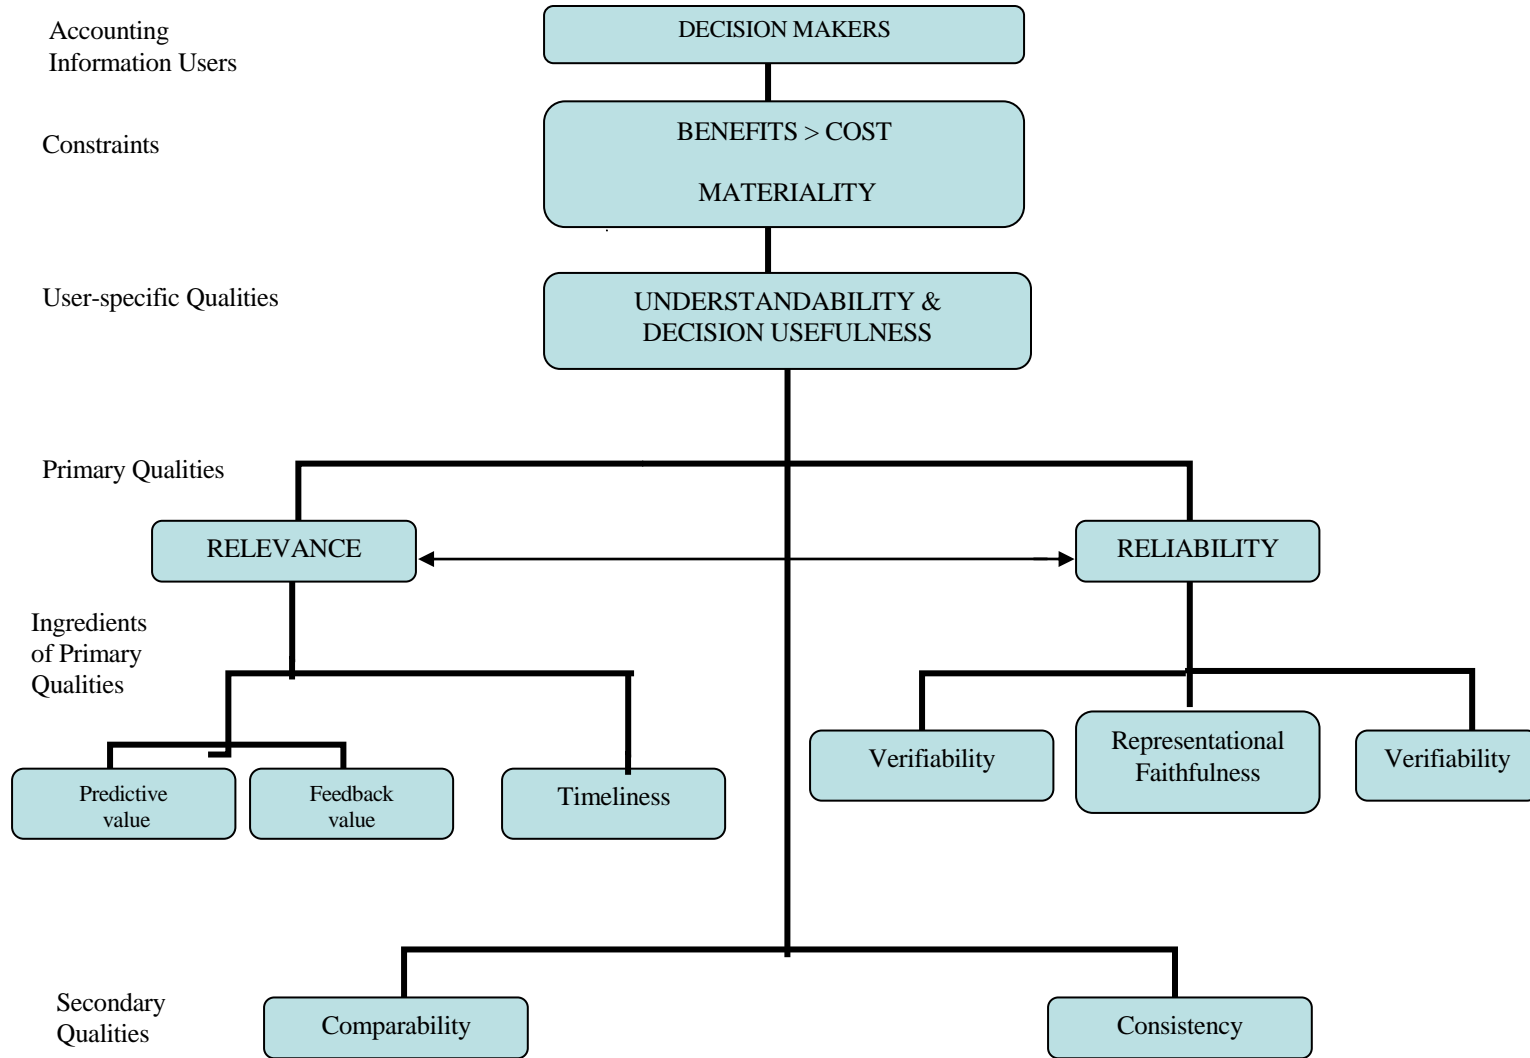 Accounting
Information Users
DECISION MAKERS
Constraints
BENEFITS > COST
MATERIALITY
User-specific Qualities
UNDERSTANDABILITY &
DECISION USEFULNESS
Primary Qualities
RELEVANCE
RELIABILITY
Ingredients
of Primary
Qualities
Predictive
value
Feedback
value
Timeliness
Verifiability
Representational
Faithfulness
Verifiability
Secondary
Qualities
Comparability
Consistency